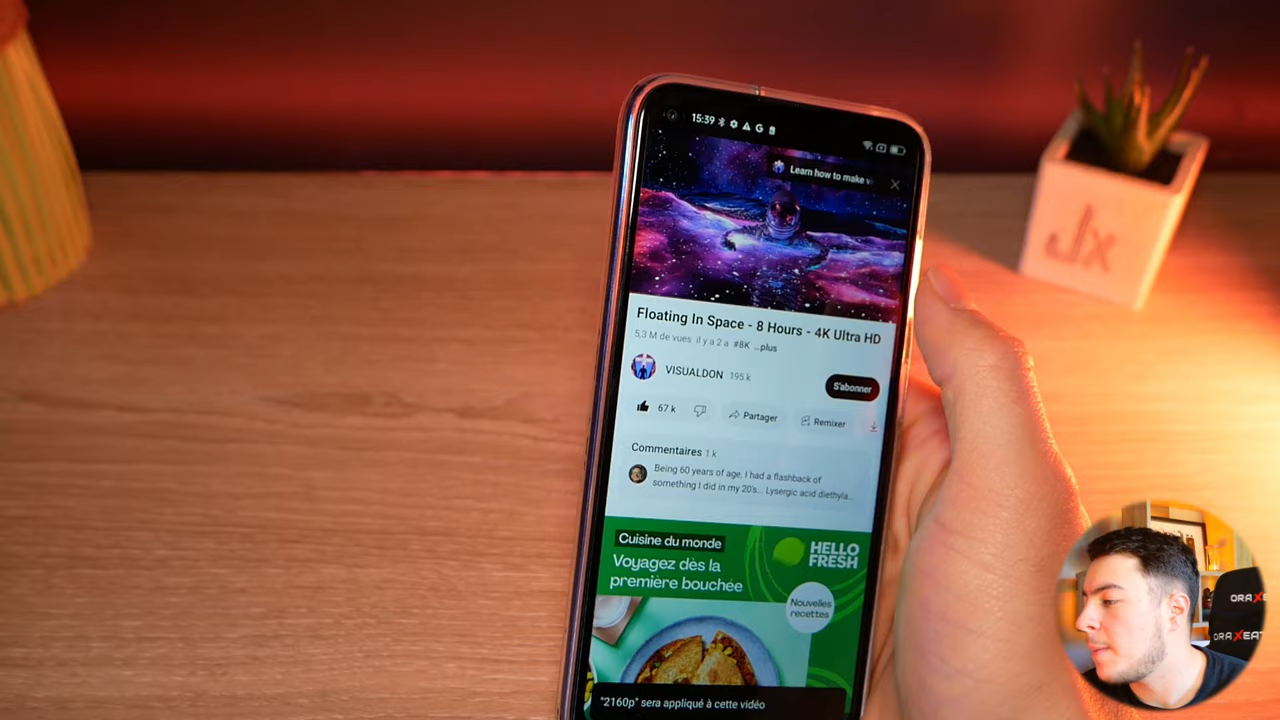 15:39
Learn how to make v
Floating In Space - 8 Hours - 4K Ultra HD
5,3 M de vues il y a 2 a #8K ...plus
VISUALDON 195 k
S'abonner
67 k
Partager
Remixer
Commentaires 1 k
Being 60 years of age, I had a flashback of
something I did in my 20's... Lysergic acid diethyla...
Cuisine du monde
HELLO
FRESH
Voyagez dès la
première bouchée
Nouvelles
recettes
"2160p" sera appliqué à cette vidéo
Jx
ORAXEAT